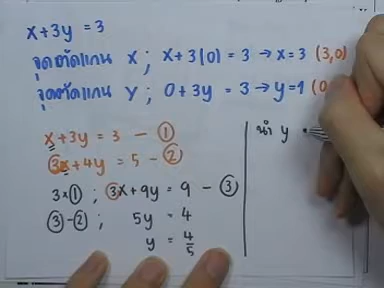 x+3y = 3
จุดตัดแกน X ; x+3(0) = 3 → x=3 (3,0)
จุดตัดแกน Y ; 0+3y = 3 → y=1 (0
x+3y = 3 – ①
3x+4y = 5 – ②
3×① ; 3x+9y = 9 – ③
③-② ; 5y = 4
y = 4/5
นำ y